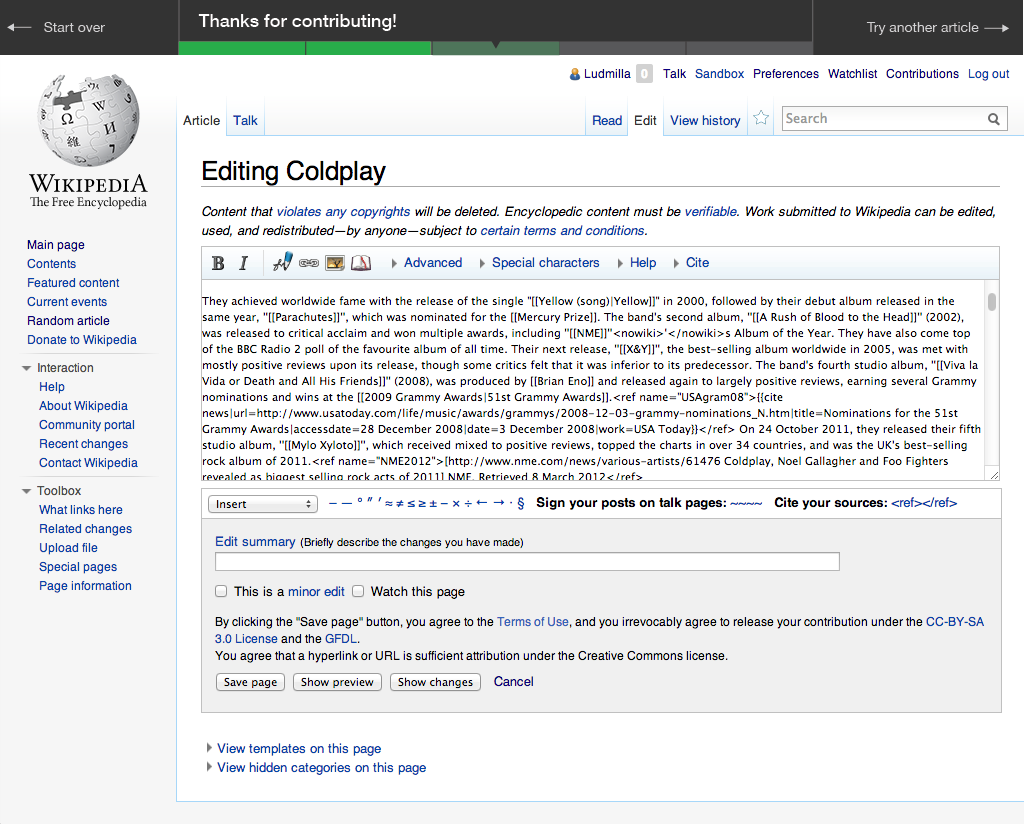 Start over
Thanks for contributing!
Try another article
Ludmilla 0 Talk Sandbox Preferences Watchlist Contributions Log out
Article Talk
Read Edit View history
Search
WIKIPEDIA
The Free Encyclopedia
Main page
Contents
Featured content
Current events
Random article
Donate to Wikipedia
Interaction
Help
About Wikipedia
Community portal
Recent changes
Contact Wikipedia
Toolbox
What links here
Related changes
Upload file
Special pages
Page information
Editing Coldplay
Content that violates any copyrights will be deleted. Encyclopedic content must be verifiable. Work submitted to Wikipedia can be edited,
used, and redistributed—by anyone—subject to certain terms and conditions.
B I Advanced Special characters Help Cite
They achieved worldwide fame with the release of the single "[[Yellow (song)|Yellow]]" in 2000, followed by their debut album released in the
same year, ''[[Parachutes]]'', which was nominated for the [[Mercury Prize]]. The band's second album, ''[[A Rush of Blood to the Head]]'' (2002),
was released to critical acclaim and won multiple awards, including ''[[NME]]''<nowiki>'</nowiki>s Album of the Year. They have also come top
of the BBC Radio 2 poll of the favourite album of all time. Their next release, ''[[X&Y]]'', the best-selling album worldwide in 2005, was met with
mostly positive reviews upon its release, though some critics felt that it was inferior to its predecessor. The band's fourth studio album, ''[[Viva la
Vida or Death and All His Friends]]'' (2008), was produced by [[Brian Eno]] and released again to largely positive reviews, earning several Grammy
nominations and wins at the [[2009 Grammy Awards|51st Grammy Awards]].<ref name="USAgram08">{{cite
news|url=http://www.usatoday.com/life/music/awards/grammys/2008-12-03-grammy-nominations_N.htm|title=Nominations for the 51st
Grammy Awards|accessdate=28 December 2008|date=3 December 2008|work=USA Today}}</ref> On 24 October 2011, they released their fifth
studio album, ''[[Mylo Xyloto]]'', which received mixed to positive reviews, topped the charts in over 34 countries, and was the UK's best-selling
rock album of 2011.<ref name="NME2012">[http://www.nme.com/news/various-artists/61476 Coldplay, Noel Gallagher and Foo Fighters
revealed as biggest selling rock acts of 2011] NME. Retrieved 8 March 2012</ref>
Insert – — ° ″ ′ ≈ ≠ ≤ ≥ ± − × ÷ ← → · § Sign your posts on talk pages: ~~~~ Cite your sources: <ref></ref>
Edit summary (Briefly describe the changes you have made)
This is a minor edit Watch this page
By clicking the "Save page" button, you agree to the Terms of Use, and you irrevocably agree to release your contribution under the CC-BY-SA
3.0 License and the GFDL.
You agree that a hyperlink or URL is sufficient attribution under the Creative Commons license.
Save page Show preview Show changes Cancel
View templates on this page
View hidden categories on this page